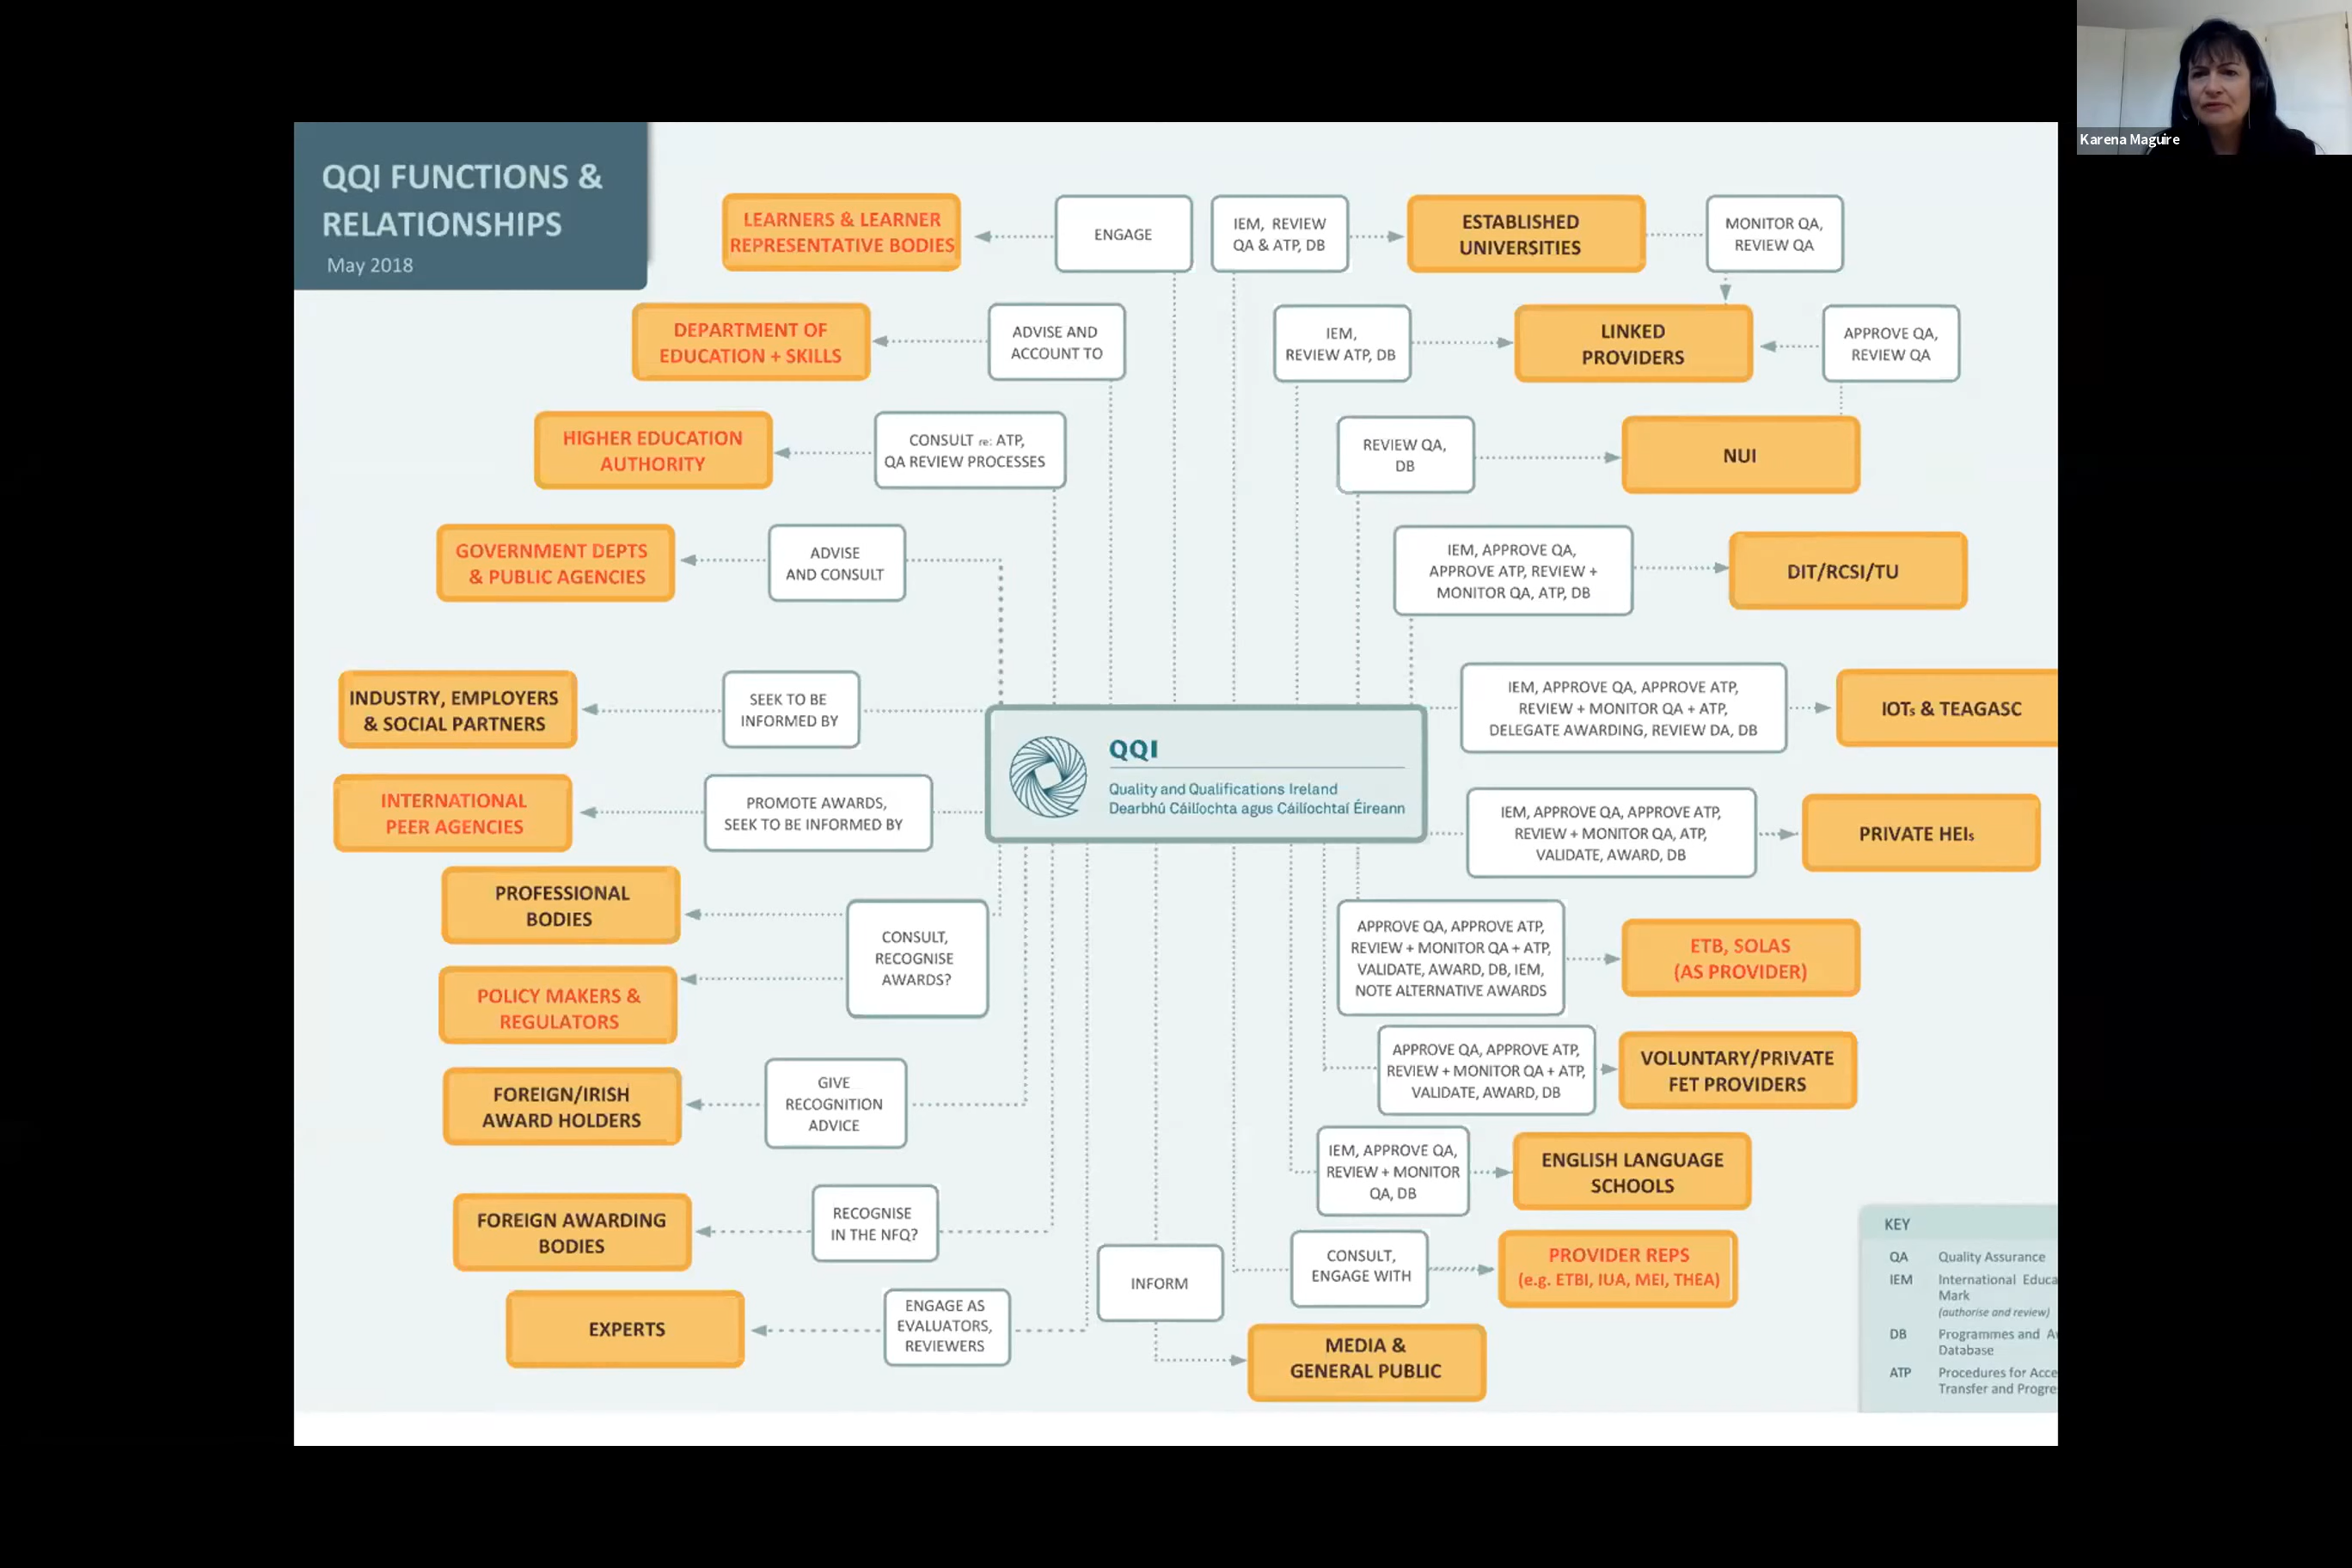 Karena Maguire
QQI FUNCTIONS &
RELATIONSHIPS
May 2018
LEARNERS & LEARNER
REPRESENTATIVE BODIES
ENGAGE
IEM, REVIEW
QA & ATP, DB
ESTABLISHED
UNIVERSITIES
MONITOR QA,
REVIEW QA
DEPARTMENT OF
EDUCATION + SKILLS
ADVISE AND
ACCOUNT TO
IEM,
REVIEW ATP, DB
LINKED
PROVIDERS
APPROVE QA,
REVIEW QA
HIGHER EDUCATION
AUTHORITY
CONSULT re: ATP,
QA REVIEW PROCESSES
REVIEW QA,
DB
NUI
GOVERNMENT DEPTS
& PUBLIC AGENCIES
ADVISE
AND CONSULT
IEM, APPROVE QA,
APPROVE ATP, REVIEW +
MONITOR QA, ATP, DB
DIT/RCSI/TU
INDUSTRY, EMPLOYERS
& SOCIAL PARTNERS
SEEK TO BE
INFORMED BY
IEM, APPROVE QA, APPROVE ATP,
REVIEW + MONITOR QA + ATP,
DELEGATE AWARDING, REVIEW DA, DB
IOTs & TEAGASC
QQI
Quality and Qualifications Ireland
Dearbhú Cáilíochta agus Cáilíochtaí Éireann
INTERNATIONAL
PEER AGENCIES
PROMOTE AWARDS,
SEEK TO BE INFORMED BY
IEM, APPROVE QA, APPROVE ATP,
REVIEW + MONITOR QA, ATP,
VALIDATE, AWARD, DB
PRIVATE HEIs
PROFESSIONAL
BODIES
CONSULT,
RECOGNISE
AWARDS?
POLICY MAKERS &
REGULATORS
APPROVE QA, APPROVE ATP,
REVIEW + MONITOR QA + ATP,
VALIDATE, AWARD, DB, IEM,
NOTE ALTERNATIVE AWARDS
ETB, SOLAS
(AS PROVIDER)
FOREIGN/IRISH
AWARD HOLDERS
GIVE
RECOGNITION
ADVICE
APPROVE QA, APPROVE ATP,
REVIEW + MONITOR QA + ATP,
VALIDATE, AWARD, DB
VOLUNTARY/PRIVATE
FET PROVIDERS
IEM, APPROVE QA,
REVIEW + MONITOR
QA, DB
ENGLISH LANGUAGE
SCHOOLS
FOREIGN AWARDING
BODIES
RECOGNISE
IN THE NFQ?
INFORM
CONSULT,
ENGAGE WITH
PROVIDER REPS
(e.g. ETBI, IUA, MEI, THEA)
EXPERTS
ENGAGE AS
EVALUATORS,
REVIEWERS
MEDIA &
GENERAL PUBLIC
KEY
QA Quality Assurance
IEM International Educa
Mark
(authorise and review)
DB Programmes and A
Database
ATP Procedures for Acce
Transfer and Progre